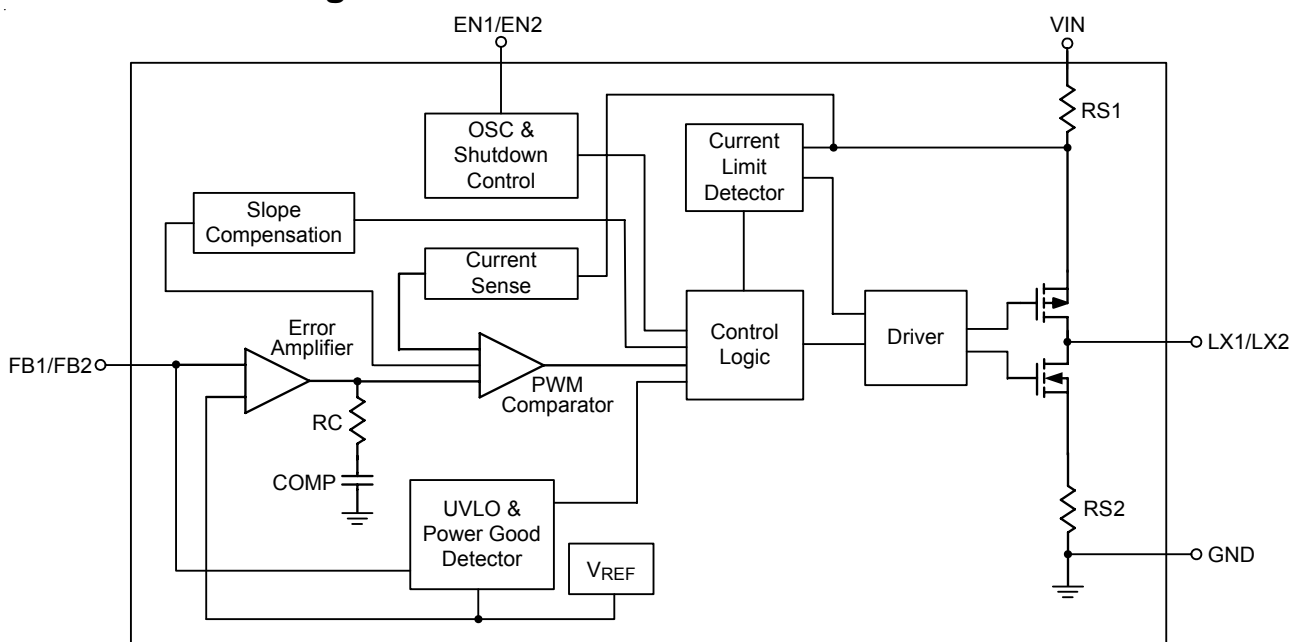 EN1/EN2
VIN
RS1
OSC &
Shutdown
Control
Current
Limit
Detector
Slope
Compensation
Current
Sense
Error
Amplifier
Control
Logic
Driver
LX1/LX2
FB1/FB2
PWM
Comparator
RC
COMP
UVLO &
Power Good
Detector
RS2
VREF
GND